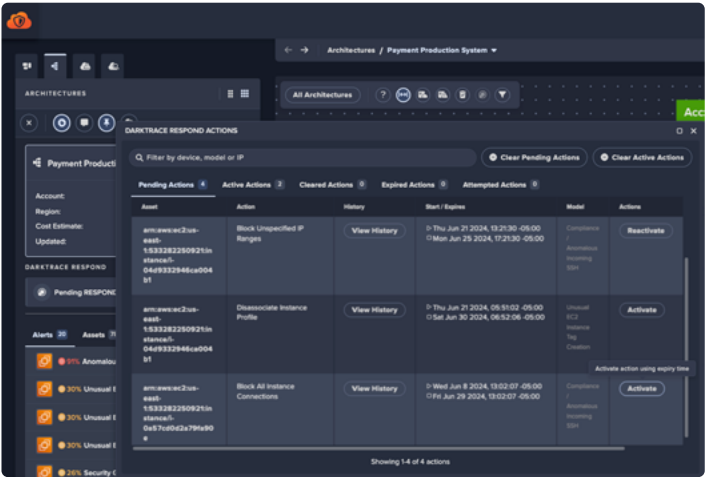 Architectures / Payment Production System
ARCHITECTURES
All Architectures
?
Acc
DARKTRACE RESPOND ACTIONS
Filter by device, model or IP
Clear Pending Actions
Clear Active Actions
Payment Producti
Account:
Region:
Cost Estimate:
Updated:
DARKTRACE RESPOND
Pending RESPOND
Alerts 20 Assets
91% Anomalou
30% Unusual E
30% Unusual E
30% Unusual E
26% Security G
Pending Actions 4 Active Actions 2 Cleared Actions 0 Expired Actions 0 Attempted Actions 0
Asset Action History Start / Expires Model Actions
arn:aws:ec2:us-
east-
1:533282250921:in
stance/i-
04d9332946ca004
b1
Block Unspecified IP
Ranges
View History
Thu Jun 21 2024, 13:21:30 -05:00
Mon Jun 25 2024, 17:21:30 -05:00
Compliance
/
Anomalous
Incoming
SSH
Reactivate
arn:aws:ec2:us-
east-
1:533282250921:in
stance/i-
04d9332946ca004
b1
Disassociate Instance
Profile
View History
Thu Jun 21 2024, 05:51:02 -05:00
Sat Jun 30 2024, 06:52:06 -05:00
Unusual
EC2
Instance
Tag
Creation
Activate
Activate action using expiry time
arn:aws:ec2:us-
east-
1:533282250921:in
stance/i-
0a57cd0d2a79fa90
e
Block All Instance
Connections
View History
Wed Jun 8 2024, 13:02:07 -05:00
Fri Jun 29 2024, 13:02:07 -05:00
Compliance
/
Anomalous
Incoming
SSH
Activate
Showing 1-4 of 4 actions